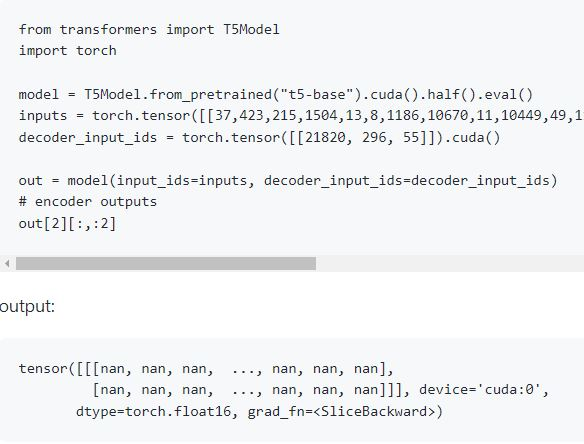 from transformers import T5Model
import torch
model = T5Model.from_pretrained("t5-base").cuda().half().eval()
inputs = torch.tensor([[37,423,215,1504,13,8,1186,10670,11,10449,49,1
decoder_input_ids = torch.tensor([[21820, 296, 55]]).cuda()
out = model(input_ids=inputs, decoder_input_ids=decoder_input_ids)
# encoder outputs
out[2][:,:2]
output:
tensor([[[nan, nan, nan,  ..., nan, nan, nan],
         [nan, nan, nan,  ..., nan, nan, nan]]], device='cuda:0',
       dtype=torch.float16, grad_fn=<SliceBackward>)